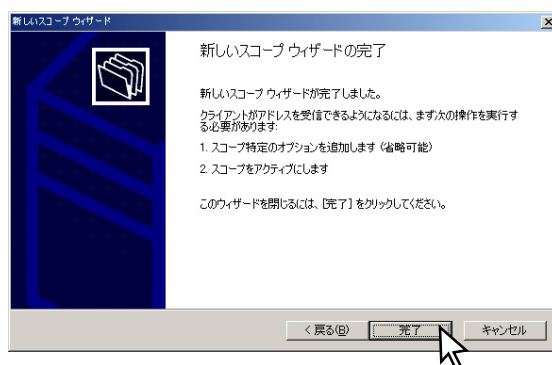 新しいスコープ ウィザード
新しいスコープ ウィザードの完了
新しいスコープ ウィザードが完了しました。
クライアントがアドレスを受信できるようになるには、まず次の操作を実行す
る必要があります:
1. スコープ特定のオプションを追加します (省略可能)
2. スコープをアクティブにします
このウィザードを閉じるには、[完了] をクリックしてください。
< 戻る(B) 完了 キャンセル